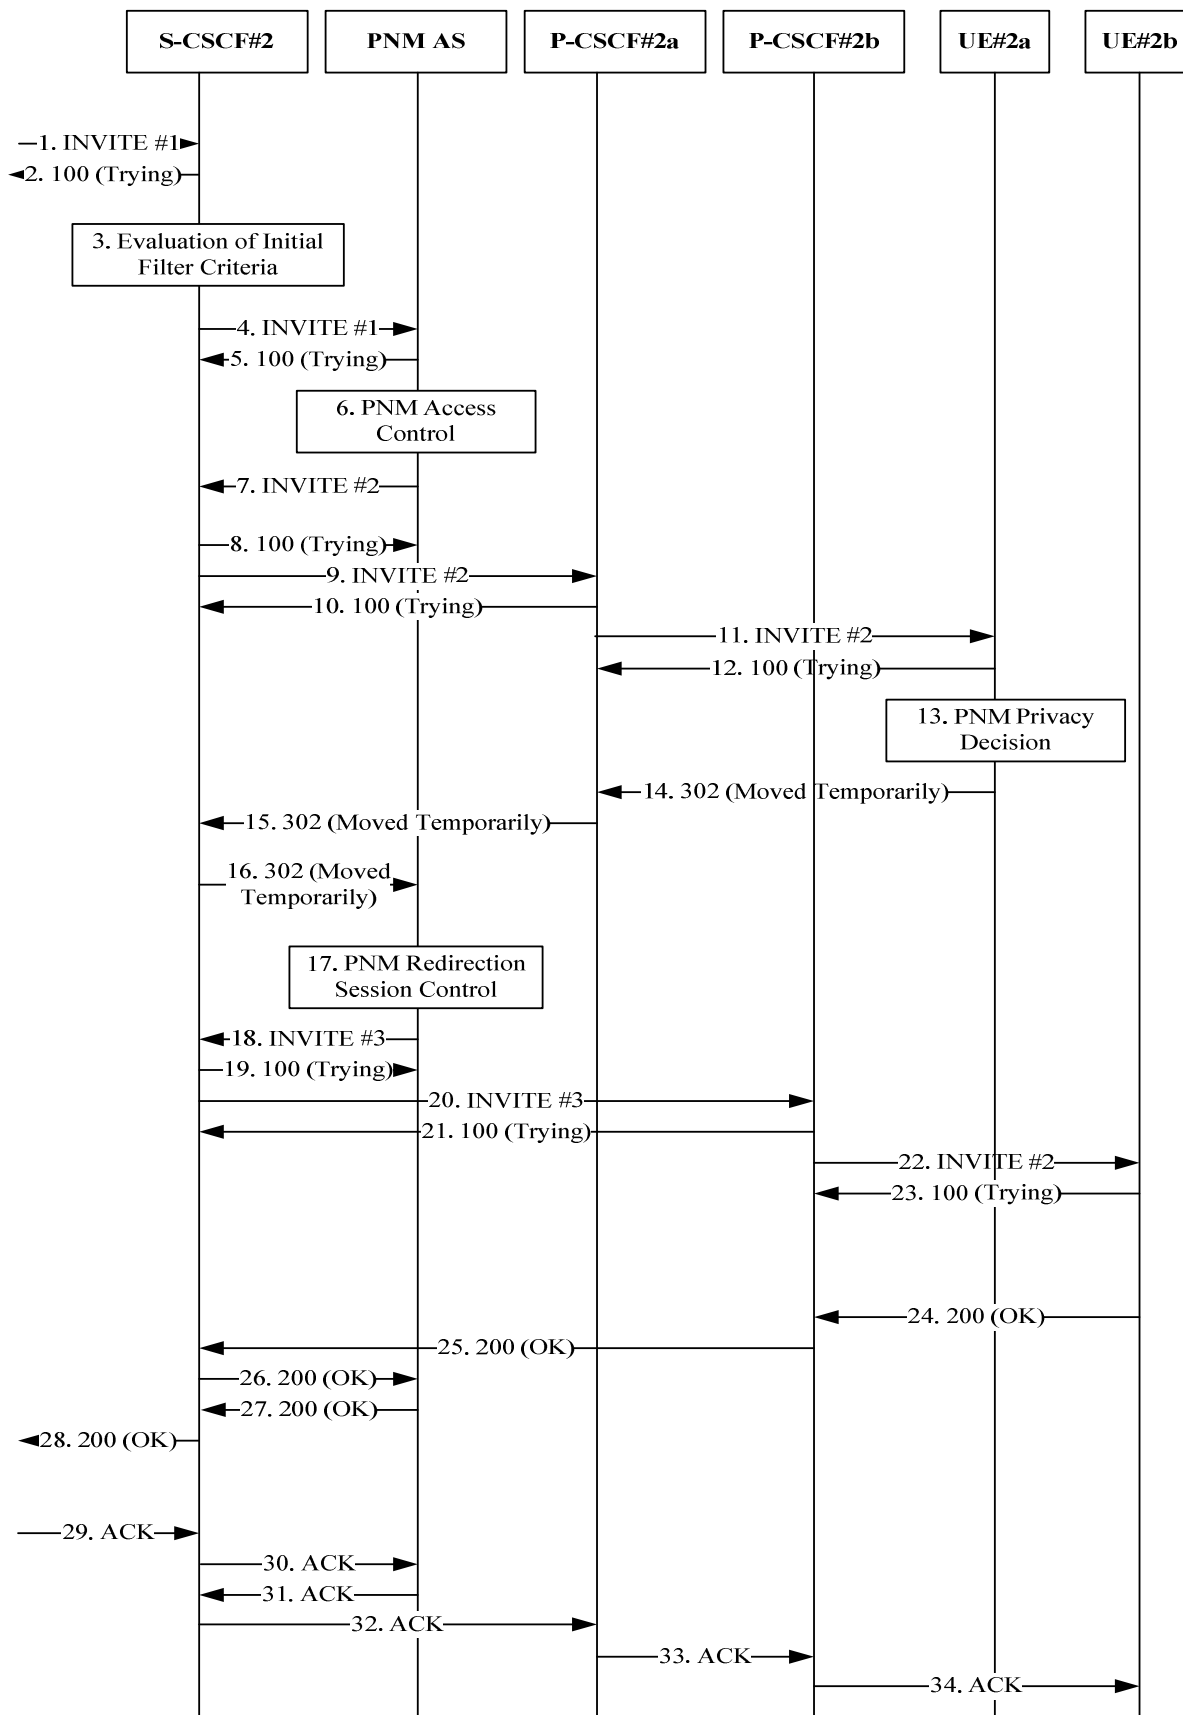 S-CSCF#2
PNM AS
P-CSCF#2a
P-CSCF#2b
UE#2a
UE#2b
1. INVITE #1
2. 100 (Trying)
3. Evaluation of Initial
Filter Criteria
4. INVITE #1
5. 100 (Trying)
6. PNM Access
Control
7. INVITE #2
8. 100 (Trying)
9. INVITE #2
10. 100 (Trying)
11. INVITE #2
12. 100 (Trying)
13. PNM Privacy
Decision
14. 302 (Moved Temporarily)
15. 302 (Moved Temporarily)
16. 302 (Moved
Temporarily)
17. PNM Redirection
Session Control
18. INVITE #3
19. 100 (Trying)
20. INVITE #3
21. 100 (Trying)
22. INVITE #2
23. 100 (Trying)
24. 200 (OK)
25. 200 (OK)
26. 200 (OK)
27. 200 (OK)
28. 200 (OK)
29. ACK
30. ACK
31. ACK
32. ACK
33. ACK
34. ACK